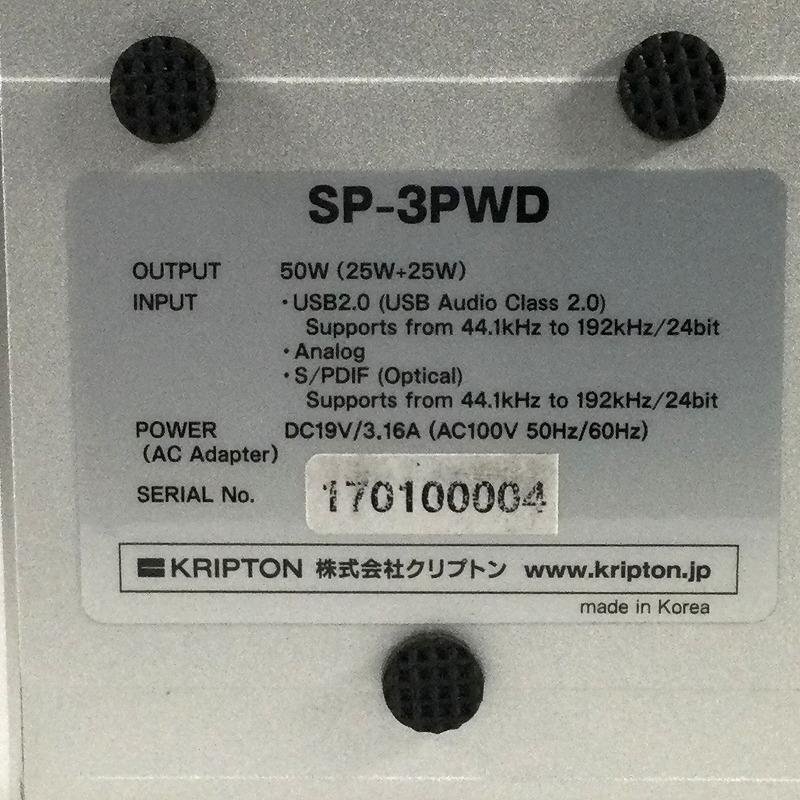 SP-3PWD
OUTPUT 50W (25W+25W)
INPUT ・USB2.0 (USB Audio Class 2.0)
Supports from 44.1kHz to 192kHz/24bit
・Analog
・S/PDIF (Optical)
Supports from 44.1kHz to 192kHz/24bit
POWER DC19V/3.16A (AC100V 50Hz/60Hz)
(AC Adapter)
SERIAL No. 170100004
KRIPTON 株式会社クリプトン www.kripton.jp
made in Korea